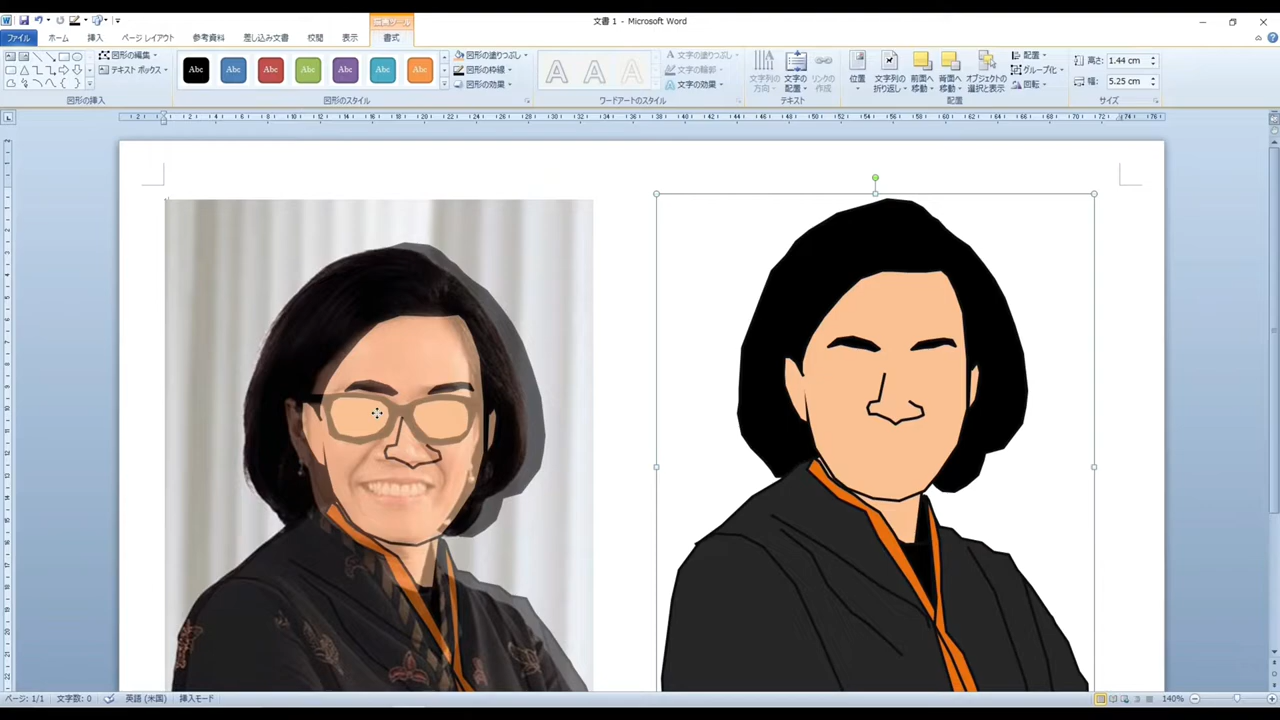 文書 1 - Microsoft Word
描画ツール
ファイル ホーム 挿入 ページ レイアウト 参考資料 差し込み文書 校閲 表示 書式
図形の編集
テキスト ボックス
図形の挿入
Abc Abc Abc Abc Abc Abc Abc
図形の塗りつぶし
図形の枠線
図形の効果
図形のスタイル
A A A
文字の塗りつぶし
文字の輪郭
文字の効果
ワードアートのスタイル
文字列の方向
文字の配置
リンクの作成
テキスト
位置
文字列の折り返し
前面へ移動
背面へ移動
オブジェクトの選択と表示
配置
グループ化
回転
配置
高さ: 1.44 cm
幅: 5.25 cm
サイズ
ページ: 1/1 文字数: 0 英語 (米国) 挿入モード 140%